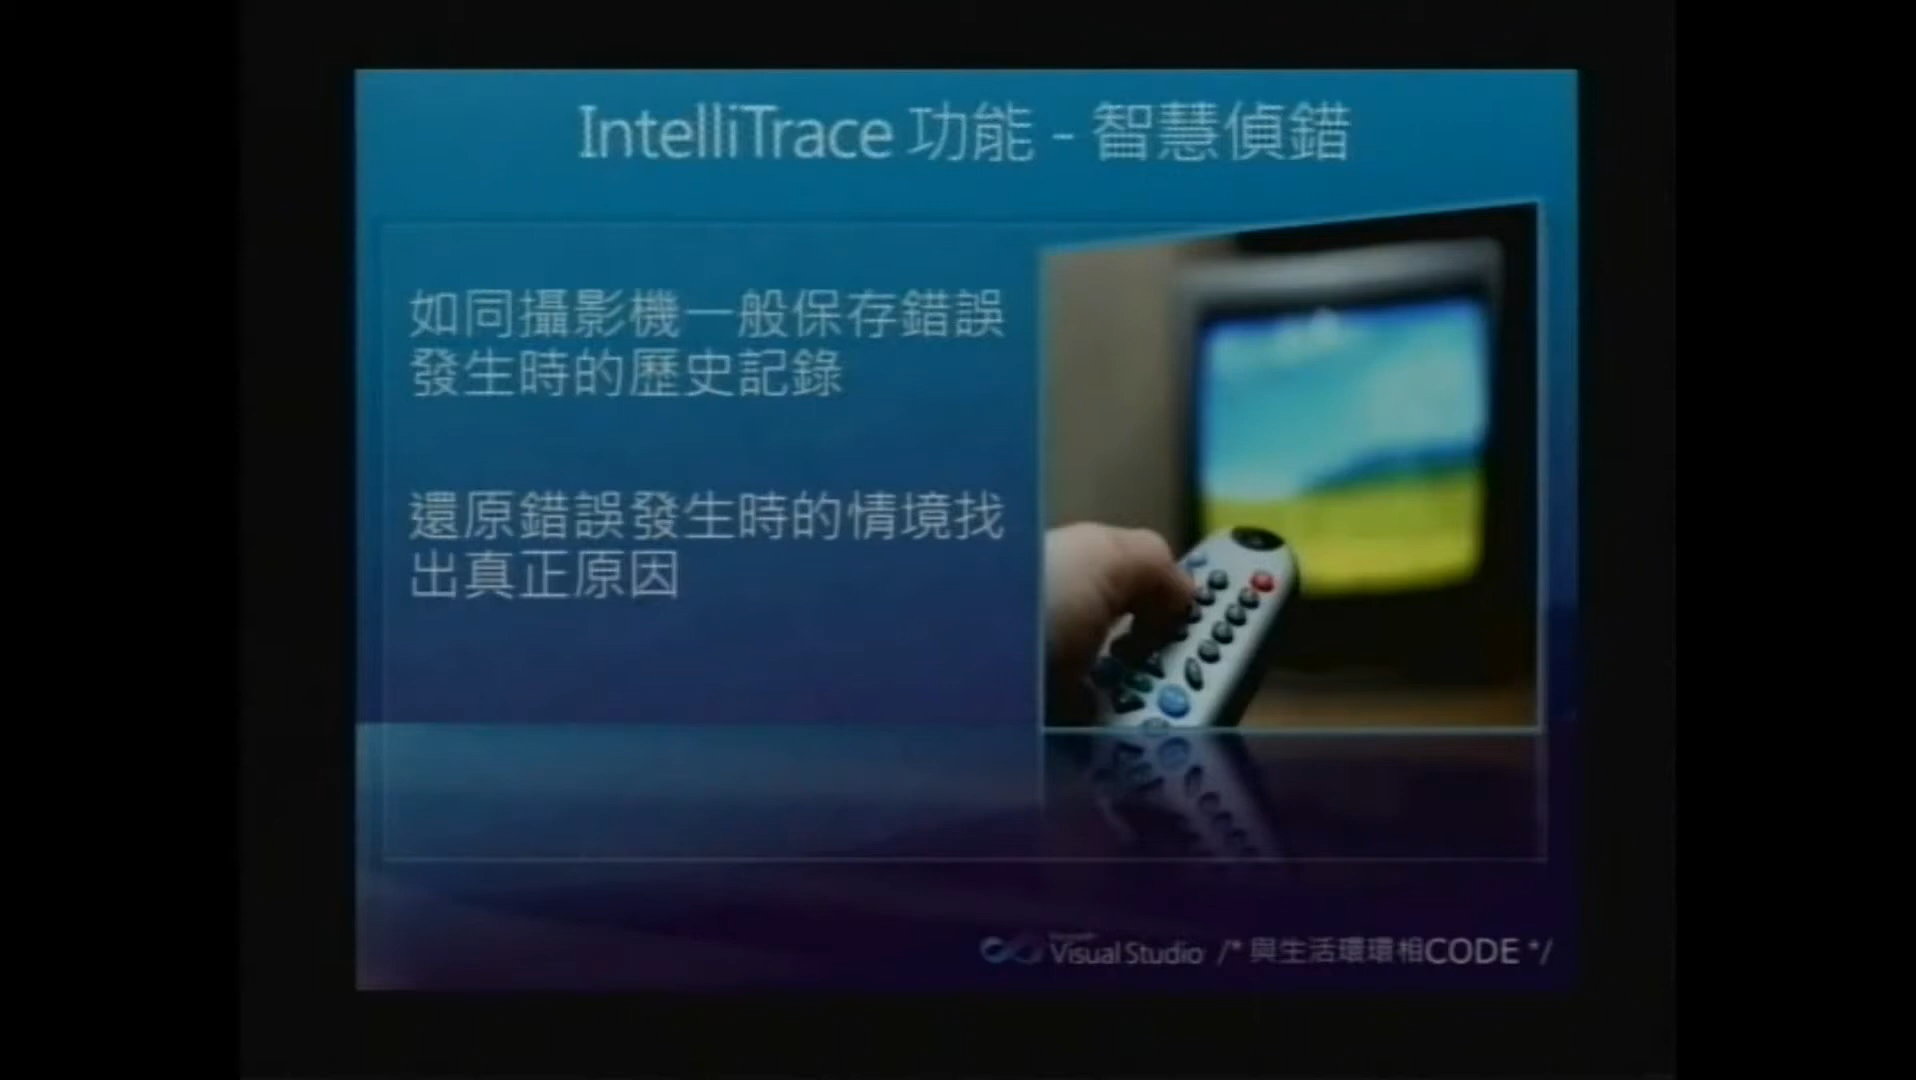 IntelliTrace 功能 - 智慧偵錯
如同攝影機一般保存錯誤
發生時的歷史記錄
還原錯誤發生時的情境找
出真正原因
Visual Studio /* 與生活環環相CODE */